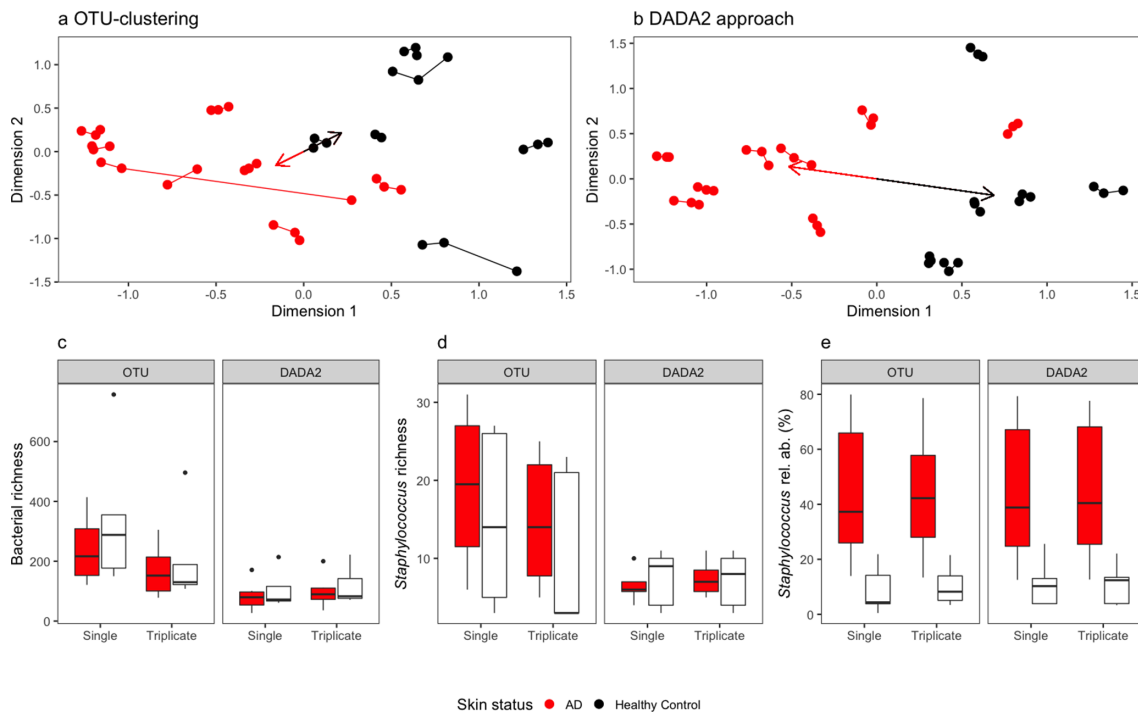 a OTU-clustering
b DADA2 approach
Dimension 2
1.0
0.5
0.0
-0.5
-1.0
-1.5
-1.0
-0.5
0.0
0.5
1.0
1.5
Dimension 1
Dimension 2
1.5
1.0
0.5
0.0
-0.5
-1.0
-1.0
-0.5
0.0
0.5
1.0
1.5
Dimension 1
c
OTU
DADA2
Bacterial richness
600
400
200
0
Single
Triplicate
Single
Triplicate
d
OTU
DADA2
Staphylococcus richness
30
20
10
Single
Triplicate
Single
Triplicate
e
OTU
DADA2
Staphylococcus rel. ab. (%)
80
60
40
20
0
Single
Triplicate
Single
Triplicate
Skin status AD Healthy Control